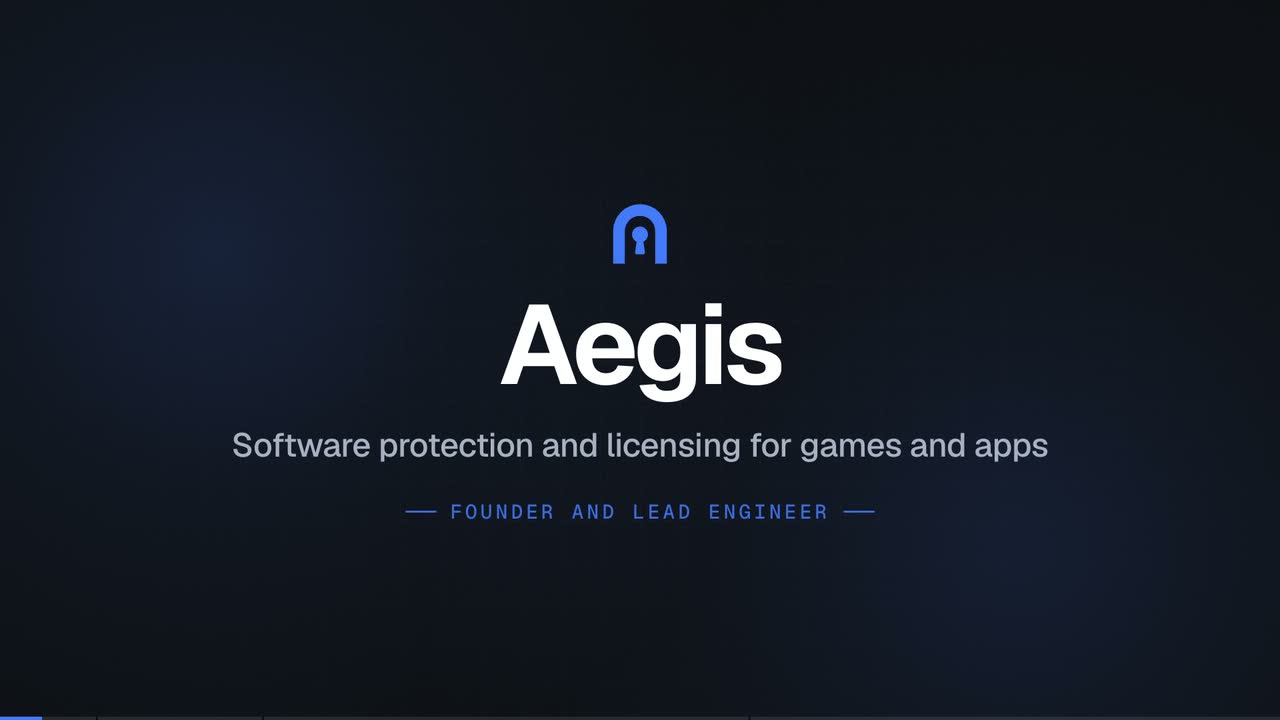 Aegis
Software protection and licensing for games and apps
FOUNDER AND LEAD ENGINEER